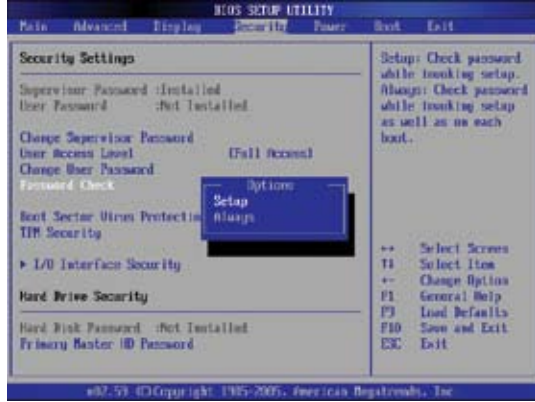 BIOS SETUP UTILITY
Main Advanced Display Security Power Boot Exit
Security Settings
Supervisor Password :Installed
User Password :Not Installed
Change Supervisor Password
User Access Level [Full Access]
Change User Password
Password Check
Boot Sector Virus Protectio
TPM Security
I/O Interface Security
Hard Drive Security
Hard Disk Password :Not Installed
Primary Master HD Password
Options
Setup
Always
Setup: Check password
while invoking setup.
Always: Check password
while invoking setup
as well as on each
boot.
Select Screen
Select Item
Change Option
F1 General Help
F9 Load Defaults
F10 Save and Exit
ESC Exit
v02.59 (C)Copyright 1985-2005, American Megatrends, Inc